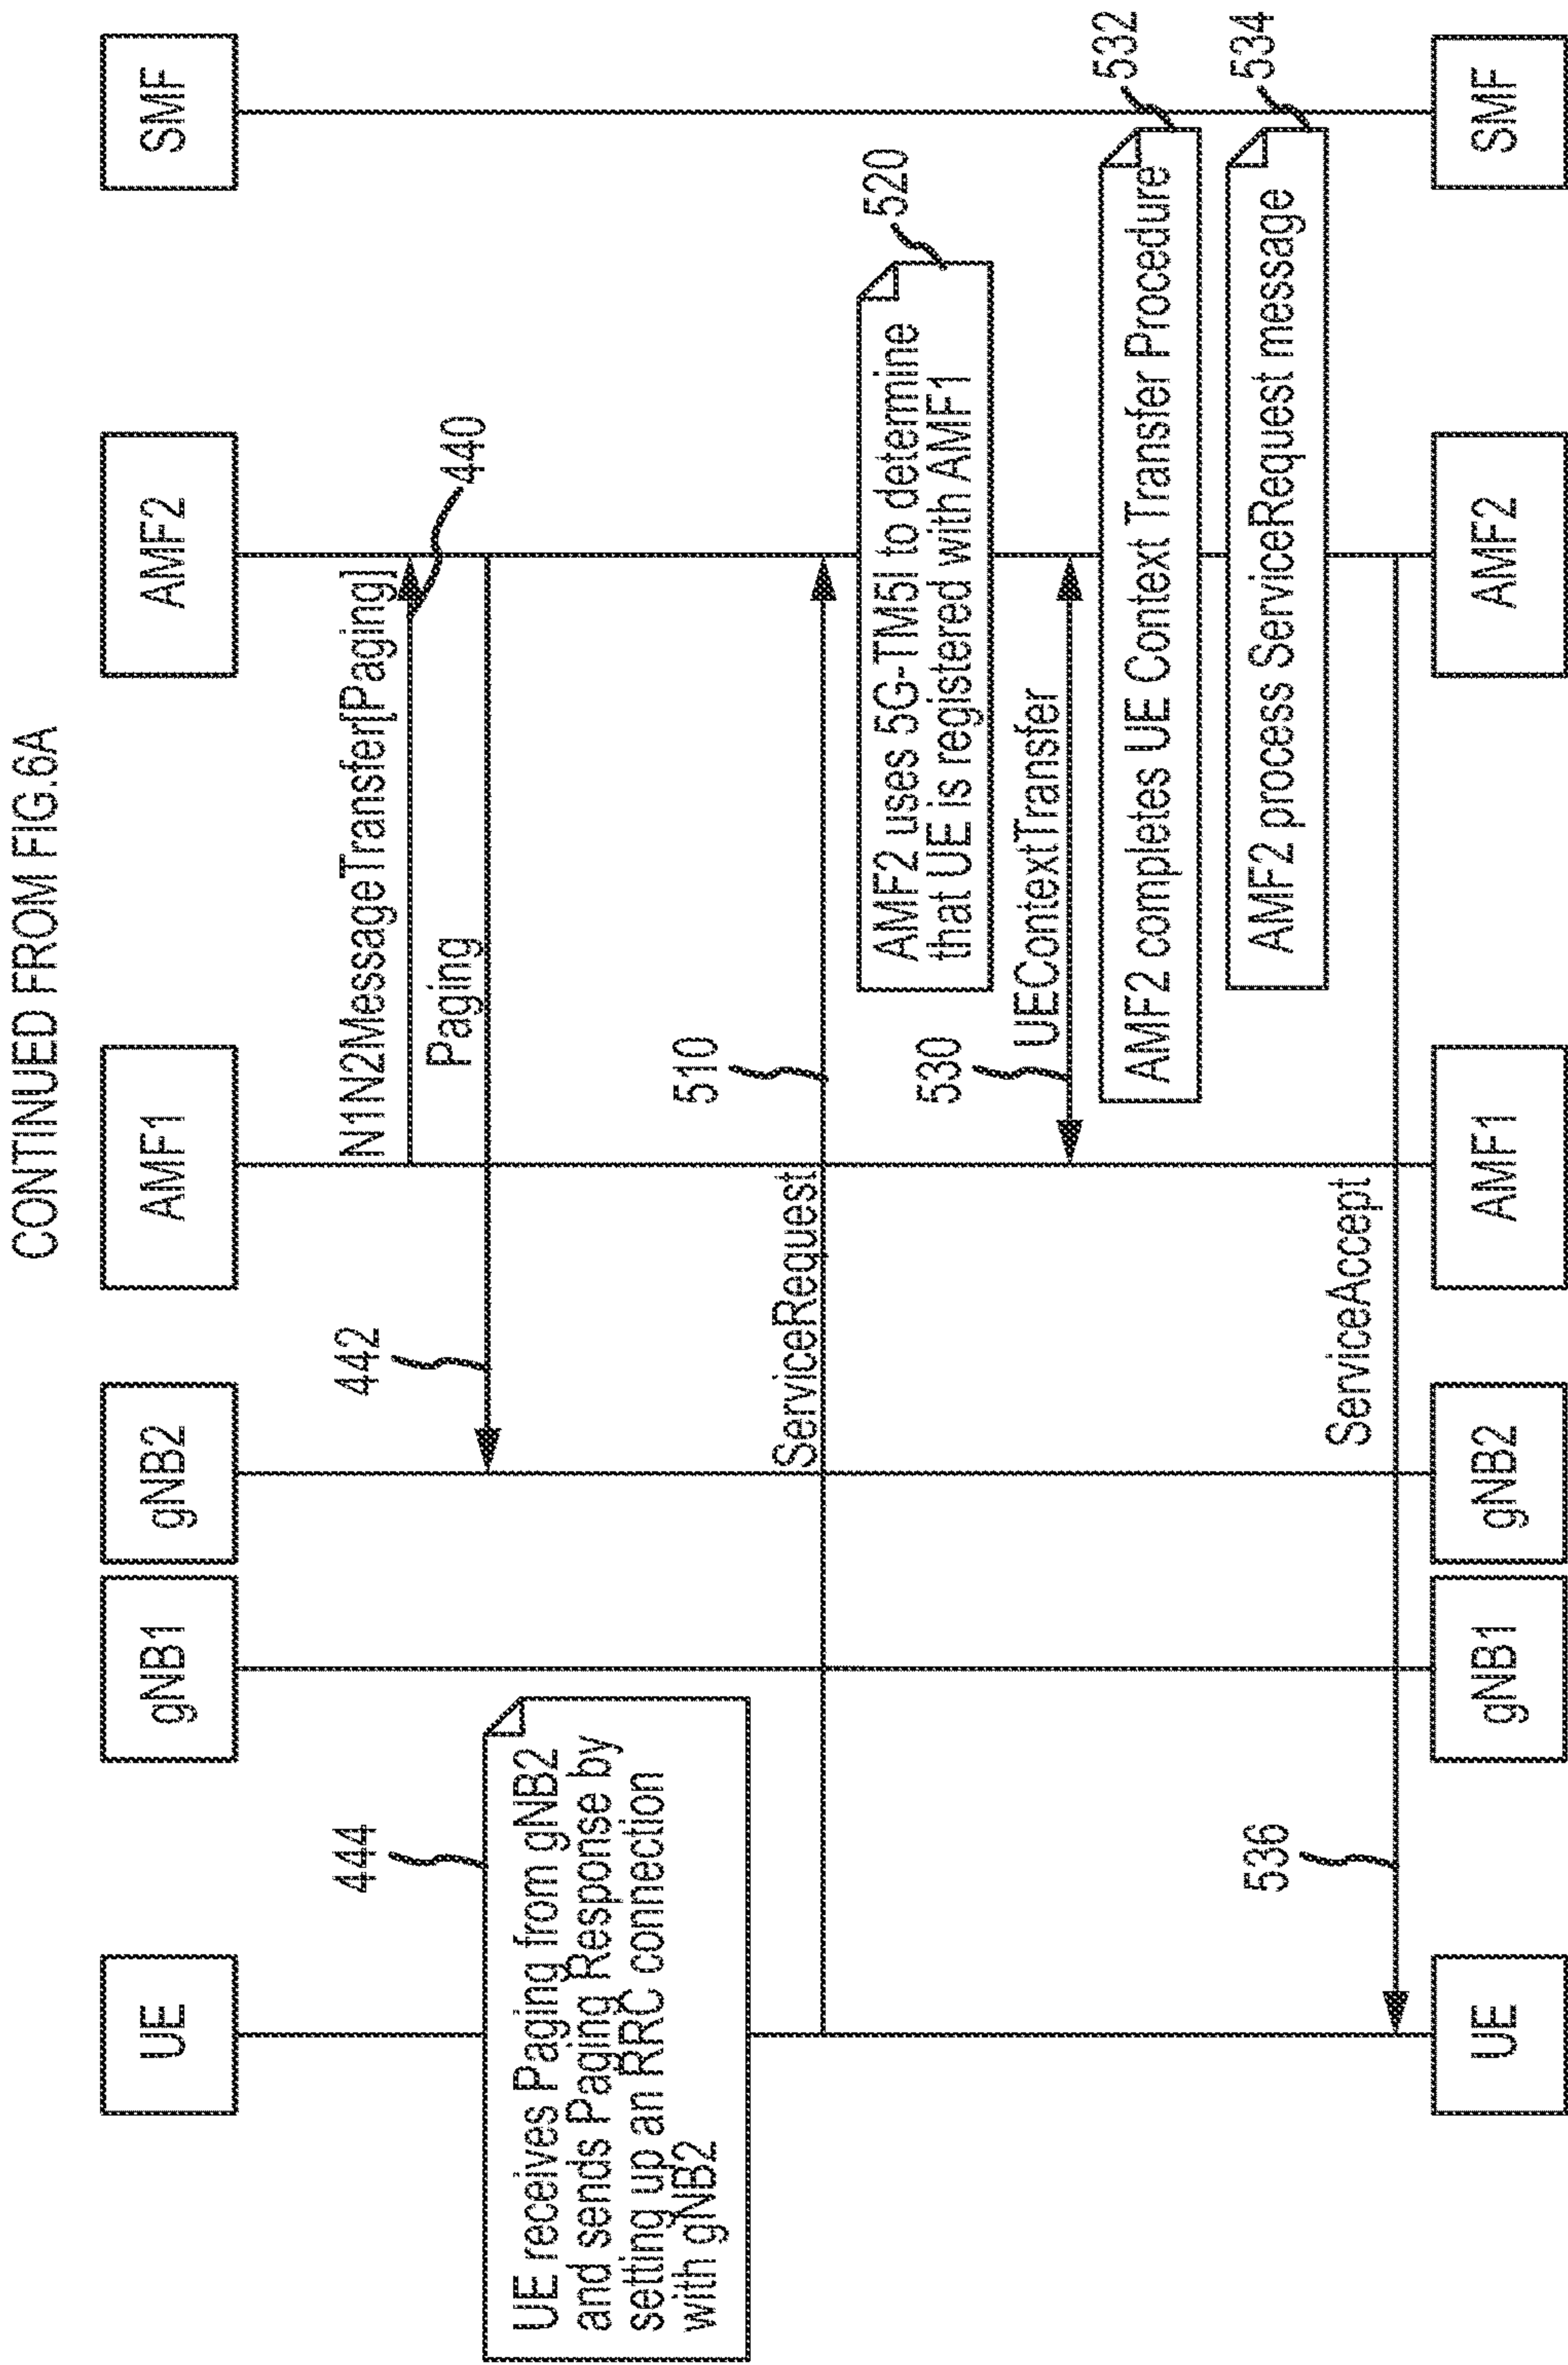 CONTINUED FROM FIG.6A
UE
gNB1
gNB2
AMF1
AMF2
SMF
N1N2MessageTransfer[Paging]
440
442
Paging
444
UE receives Paging from gNB2
and sends Paging Response by
setting up an RRC connection
with gNB2
510
ServiceRequest
AMF2 uses 5G-TM5I to determine
that UE is registered with AMF1
520
530
UEContextTransfer
AMF2 completes UE Context Transfer Procedure
532
AMF2 process ServiceRequest message
534
536
ServiceAccept
UE
gNB1
gNB2
AMF1
AMF2
SMF